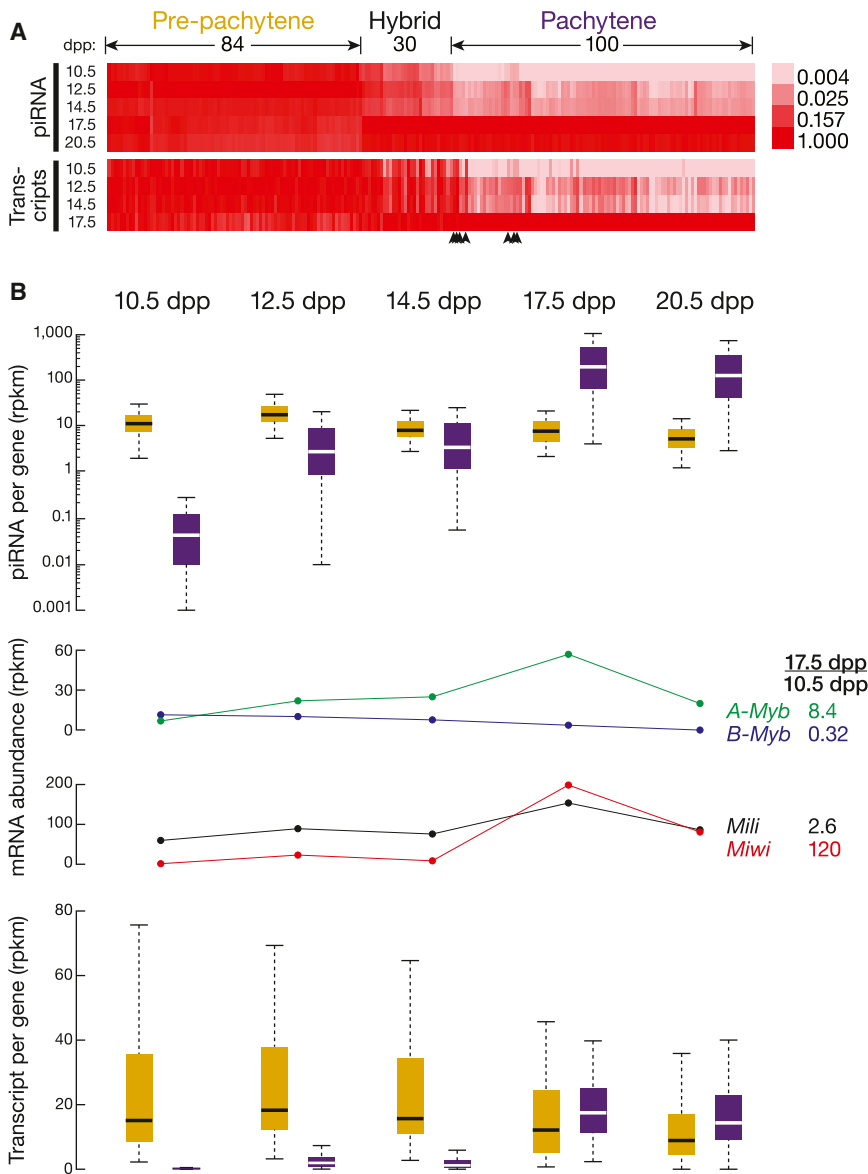 A
Pre-pachytene Hybrid Pachytene
dpp: 84 30 100
piRNA
10.5
12.5
14.5
17.5
20.5
0.004
0.025
0.157
1.000
Trans-
cripts
10.5
12.5
14.5
17.5
B
10.5 dpp 12.5 dpp 14.5 dpp 17.5 dpp 20.5 dpp
piRNA per gene (rpkm)
1,000
100
10
1
0.1
0.01
0.001
mRNA abundance (rpkm)
60
30
0
17.5 dpp
10.5 dpp
A-Myb 8.4
B-Myb 0.32
200
100
0
Mili 2.6
Miwi 120
Transcript per gene (rpkm)
80
60
40
20
0